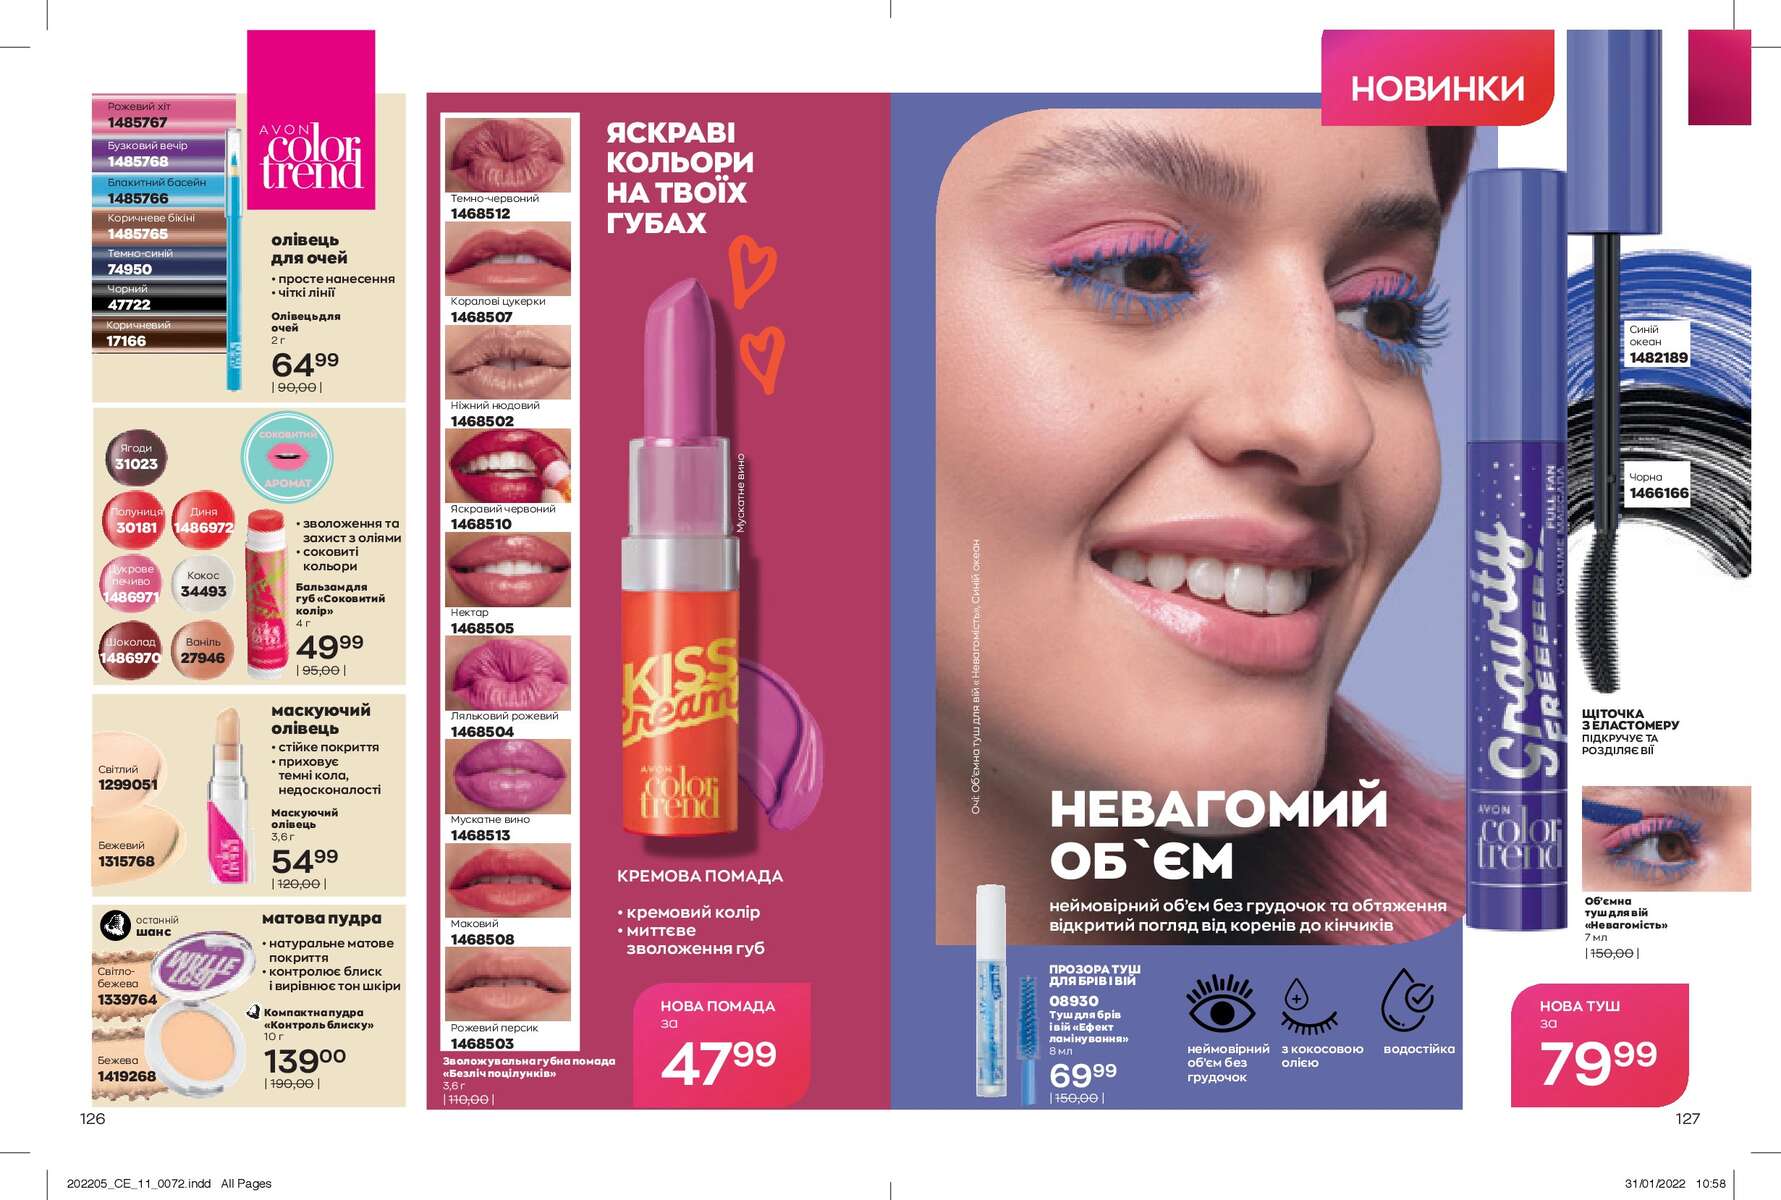 Рожевий хіт
1485767
Бузковий вечір
1485768
Блакитний басейн
1485766
Коричневе бікіні
1485765
Темно-синій
74950
Чорний
47722
Коричневий
17166
AVON
color
trend
олівець
для очей
• просте нанесення
• чіткі лінії
Олівець для
очей
2 г
64 99
| 90,00 |
СОКОВИТИЙ
АРОМАТ
Ягоди
31023
Полуниця
30181
Диня
1486972
Цукрове
печиво
1486971
Кокос
34493
Шоколад
1486970
Ваніль
27946
• зволоження та
захист з оліями
• соковиті
кольори
Бальзам для
губ «Соковитий
колір»
4 г
49 99
| 95,00 |
маскуючий
олівець
• стійке покриття
• приховує
темні кола,
недосконалості
Світлий
1299051
Бежевий
1315768
Маскуючий
олівець
3,6 г
54 99
| 120,00 |
останній
шанс
матова пудра
• натуральне матове
покриття
• контролює блиск
і вирівнює тон шкіри
Світло-
бежева
1339764
Бежева
1419268
Компактна пудра
«Контроль блиску»
10 г
139 00
| 190,00 |
126
Темно-червоний
1468512
Коралові цукерки
1468507
Ніжний нюдовий
1468502
Яскравий червоний
1468510
Нектар
1468505
Ляльковий рожевий
1468504
Мускатне вино
1468513
Маковий
1468508
Рожевий персик
1468503
Зволожувальна губна помада
«Безліч поцілунків»
3,6 г
| 110,00 |
ЯСКРАВІ
КОЛЬОРИ
НА ТВОЇХ
ГУБАХ
Мускатне вино
KISS
Cream
AVON
color
trend
КРЕМОВА ПОМАДА
• кремовий колір
• миттєве
зволоження губ
НОВА ПОМАДА
за
47 99
НОВИНКИ
Очі: Об'ємна туш для вій «Невагомість», Синій океан
НЕВАГОМИЙ
ОБ`ЄМ
неймовірний об'єм без грудочок та обтяження
відкритий погляд від коренів до кінчиків
ПРОЗОРА ТУШ
ДЛЯ БРІВ І ВІЙ
08930
Туш для брів
і вій «Ефект
ламінування»
8 мл
69 99
| 150,00 |
неймовірний
об'єм без
грудочок
з кокосовою
олією
водостійка
Gravity
FREEEEEE
FULL FAN
VOLUME MASCARA
AVON
color
trend
Синій
океан
1482189
Чорна
1466166
ЩІТОЧКА
З ЕЛАСТОМЕРУ
ПІДКРУЧУЄ ТА
РОЗДІЛЯЄ ВІЇ
Об'ємна
туш для вій
«Невагомість»
7 мл
| 150,00 |
НОВА ТУШ
за
79 99
127
202205_CE_11_0072.indd All Pages
31/01/2022 10:58